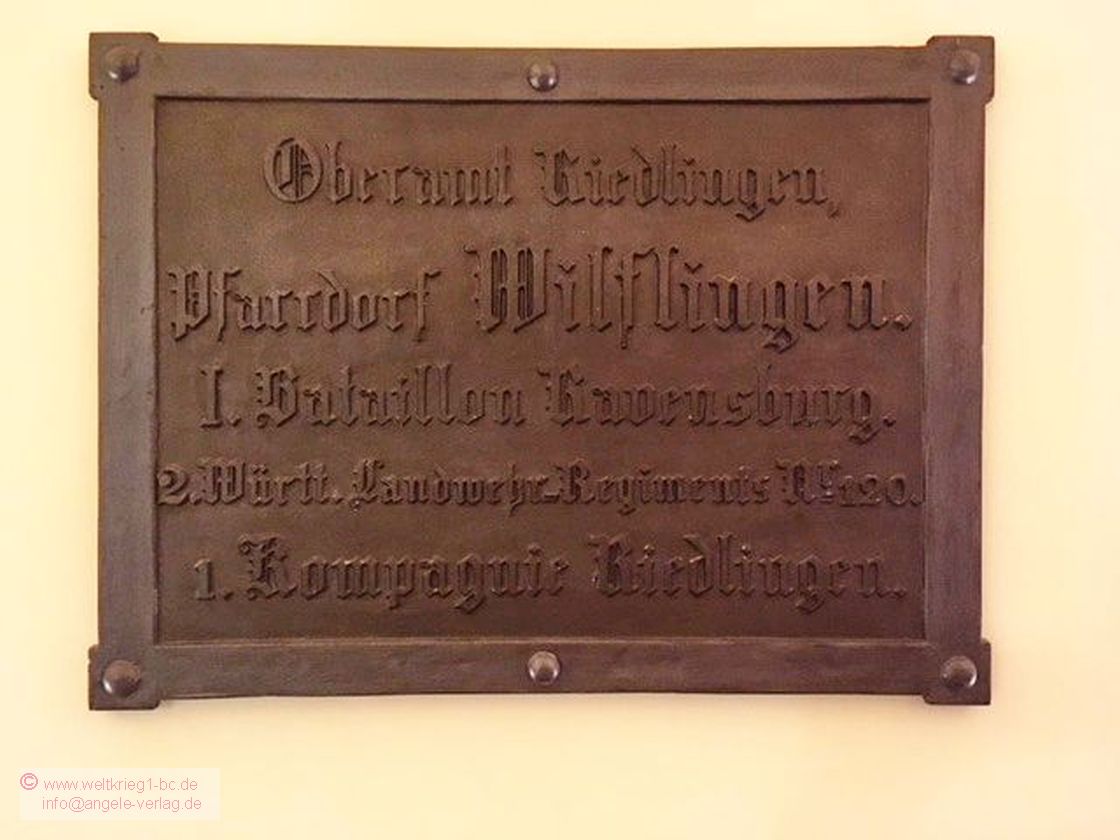 Oberamt Riedlingen,
Pfarrdorf Wilflingen.
I. Bataillon Ravensburg.
2. Württ. Landwehr-Regiments Nr. 120.
1. Kompagnie Riedlingen.
© www.weltkrieg1-bc.de
info@angele-verlag.de